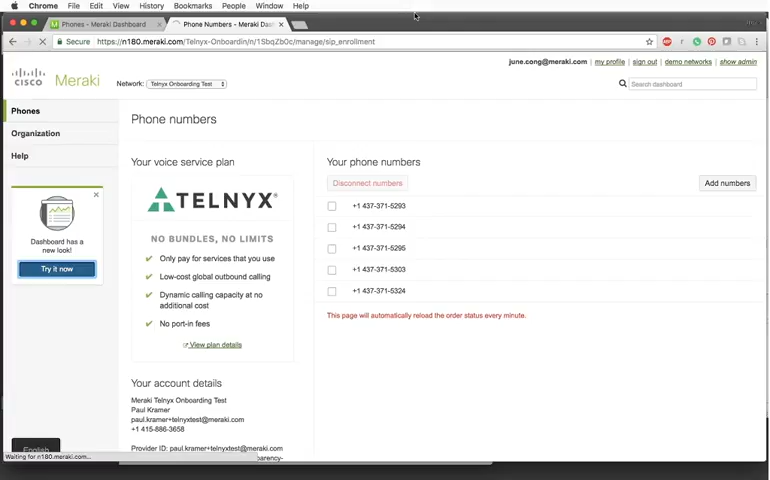 Chrome File Edit View History Bookmarks People Window Help
Phones - Meraki Dashboard
Phone Numbers - Meraki Das
Secure https://n180.meraki.com/Telnyx-Onboardin/n/1SbqZb0c/manage/sip_enrollment
june.cong@meraki.com my profile sign out demo networks show admin
CISCO Meraki Network: Telnyx Onboarding Test Search dashboard
Phones
Organization
Help
Dashboard has a
new look!
Try it now
English
Phone numbers
Your voice service plan
TELNYX
NO BUNDLES, NO LIMITS
Only pay for services that you use
Low-cost global outbound calling
Dynamic calling capacity at no
additional cost
No port-in fees
View plan details
Your account details
Meraki Telnyx Onboarding Test
Paul Kramer
paul.kramer+telnyxtest@meraki.com
+1 415-886-3658
Provider ID: paul.kramer+telnyxtest@meraki.com
Your phone numbers
Disconnect numbers Add numbers
+1 437-371-5293
+1 437-371-5294
+1 437-371-5295
+1 437-371-5303
+1 437-371-5324
This page will automatically reload the order status every minute.
Waiting for n180.meraki.com...